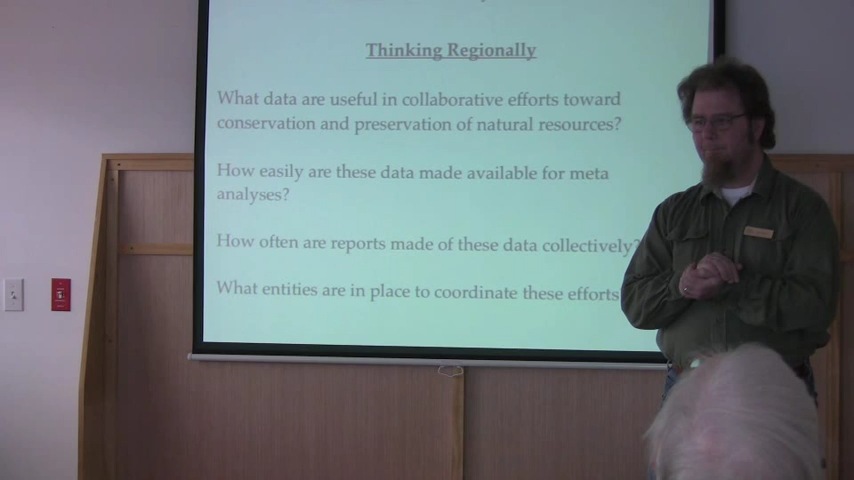 Thinking Regionally
What data are useful in collaborative efforts toward
conservation and preservation of natural resources?
How easily are these data made available for meta
analyses?
How often are reports made of these data collectively?
What entities are in place to coordinate these efforts